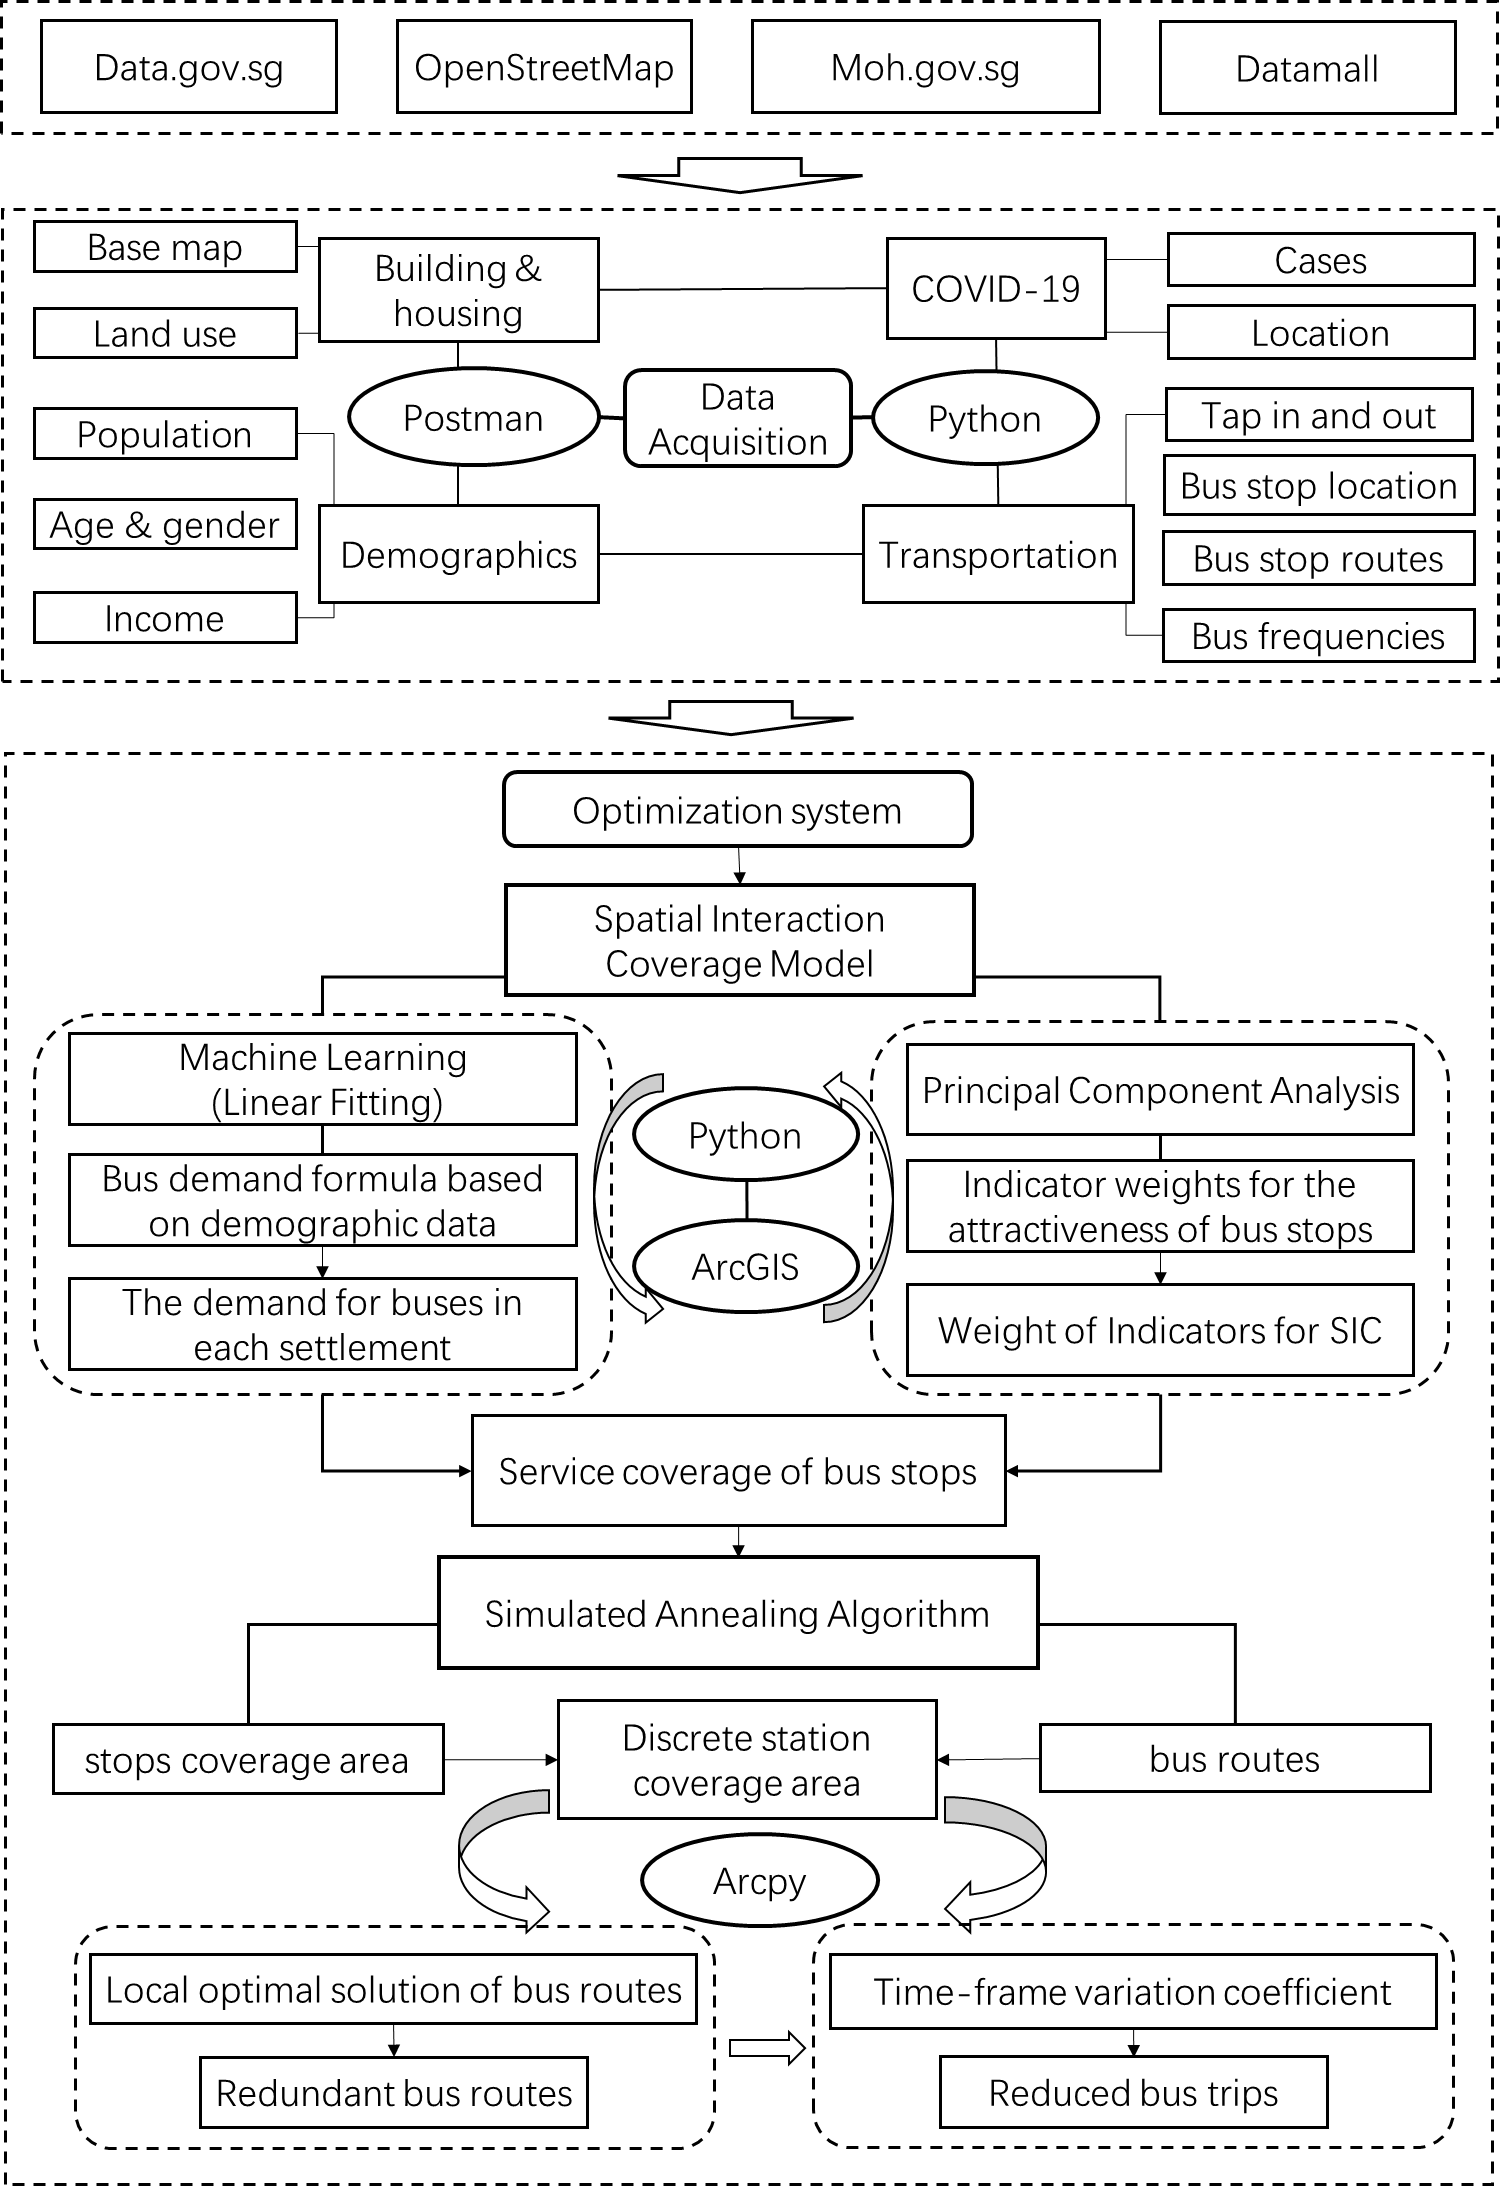 Data.gov.sg
OpenStreetMap
Moh.gov.sg
Datamall
Base map
Land use
Population
Age & gender
Income
Building &
housing
Postman
Demographics
Data
Acquisition
COVID-19
Python
Transportation
Cases
Location
Tap in and out
Bus stop location
Bus stop routes
Bus frequencies
Optimization system
Spatial Interaction
Coverage Model
Machine Learning
(Linear Fitting)
Bus demand formula based
on demographic data
The demand for buses in
each settlement
Python
ArcGIS
Principal Component Analysis
Indicator weights for the
attractiveness of bus stops
Weight of Indicators for SIC
Service coverage of bus stops
Simulated Annealing Algorithm
stops coverage area
Discrete station
coverage area
bus routes
Arcpy
Local optimal solution of bus routes
Redundant bus routes
Time-frame variation coefficient
Reduced bus trips